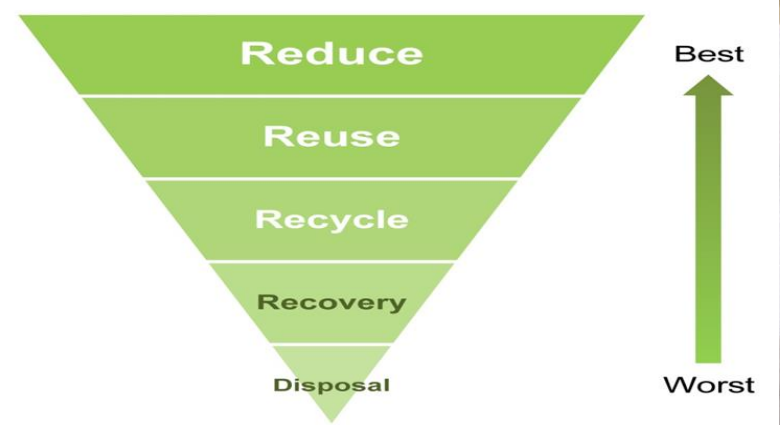 Reduce
Best
Reuse
Recycle
Recovery
Disposal
Worst